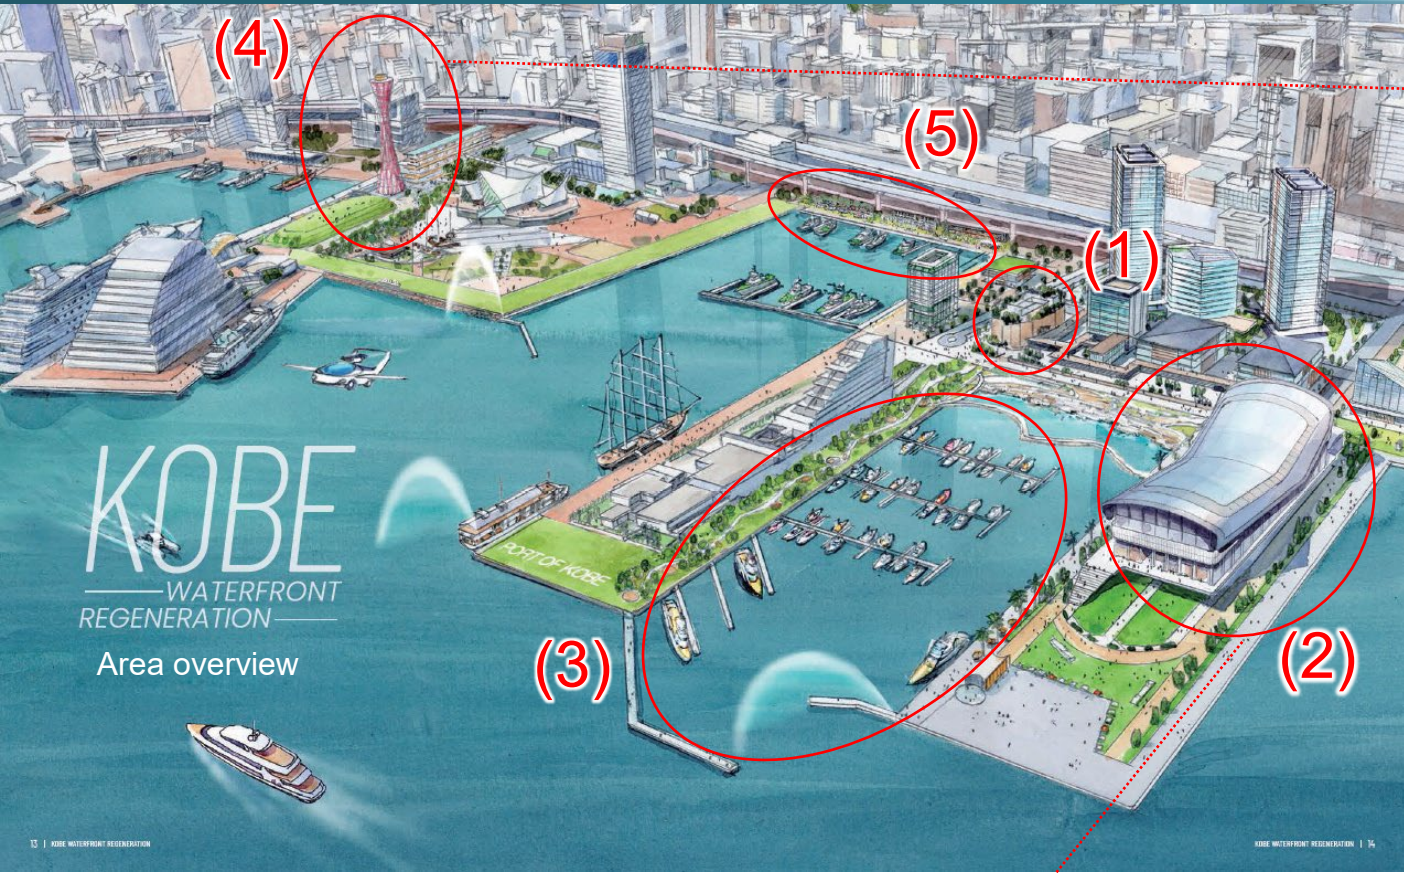 (4)
(5)
(1)
KOBE
WATERFRONT
REGENERATION
Area overview
PORT OF KOBE
(3)
(2)
13 | KOBE WATERFRONT REGENERATION
KOBE WATERFRONT REGENERATION | 14